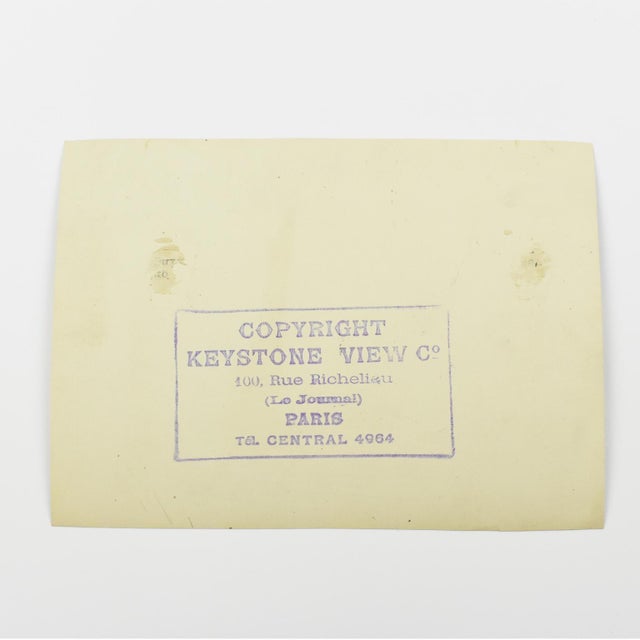 COPYRIGHT
KEYSTONE VIEW Cº
100, Rue Richelieu
(Le Journal)
PARIS
Tél. CENTRAL 4964